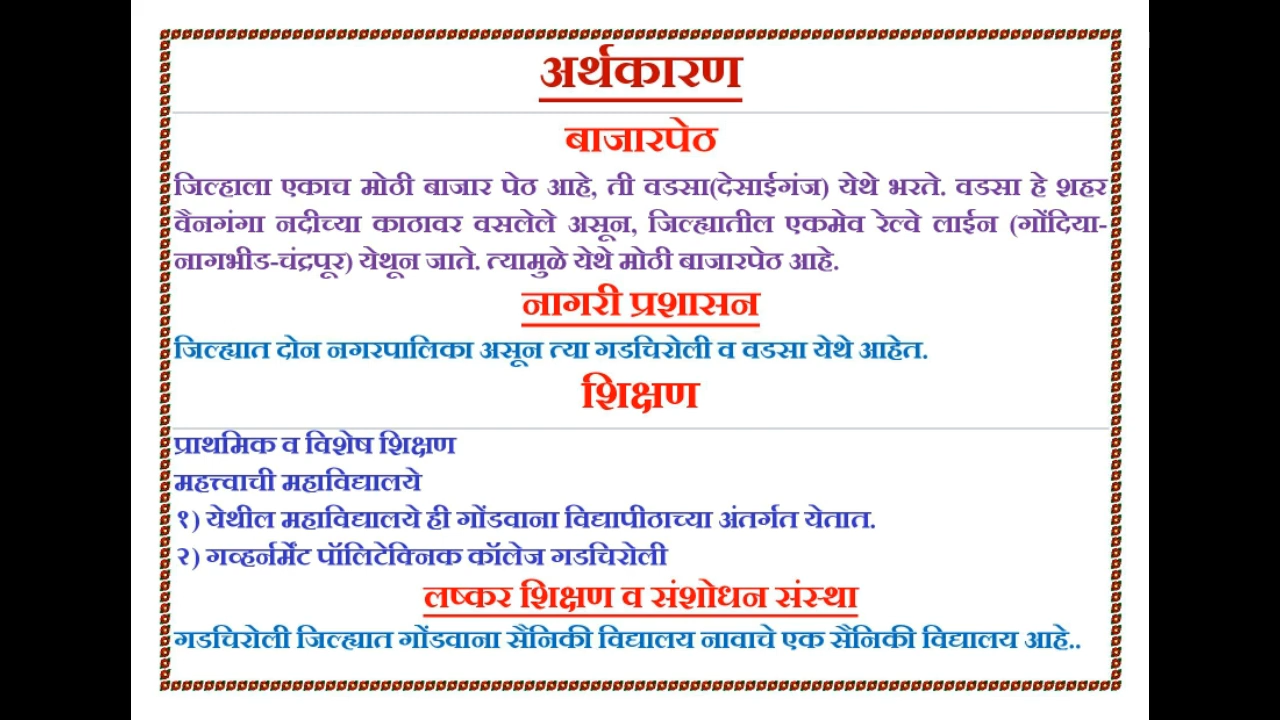 अर्थकारण
बाजारपेठ
जिल्हाला एकाच मोठी बाजार पेठ आहे, ती वडसा(देसाईगंज) येथे भरते. वडसा हे शहर
वैनगंगा नदीच्या काठावर वसलेले असून, जिल्ह्यातील एकमेव रेल्वे लाईन (गोंदिया-
नागभीड-चंद्रपूर) येथून जाते. त्यामुळे येथे मोठी बाजारपेठ आहे.
नागरी प्रशासन
जिल्ह्यात दोन नगरपालिका असून त्या गडचिरोली व वडसा येथे आहेत.
शिक्षण
प्राथमिक व विशेष शिक्षण
महत्त्वाची महाविद्यालये
१) येथील महाविद्यालये ही गोंडवाना विद्यापीठाच्या अंतर्गत येतात.
२) गव्हर्नर्मेंट पॉलिटेक्निक कॉलेज गडचिरोली
लष्कर शिक्षण व संशोधन संस्था
गडचिरोली जिल्ह्यात गोंडवाना सैनिकी विद्यालय नावाचे एक सैनिकी विद्यालय आहे..